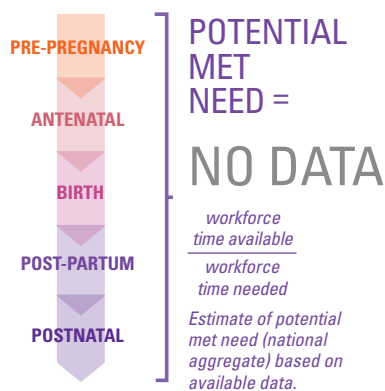 PRE-PREGNANCY
ANTENATAL
BIRTH
POST-PARTUM
POSTNATAL
POTENTIAL
MET
NEED =
NO DATA
workforce
time available
workforce
time needed
Estimate of potential
met need (national
aggregate) based on
available data.